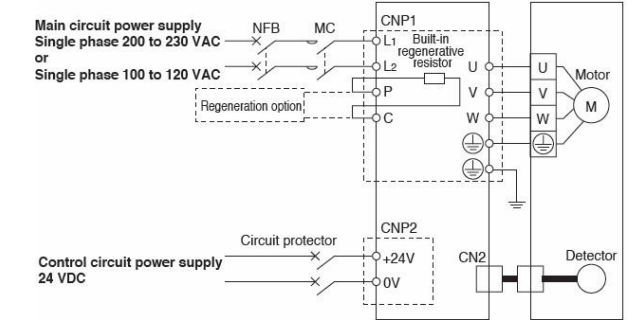 Main circuit power supply
Single phase 200 to 230 VAC
or
Single phase 100 to 120 VAC
NFB
MC
CNP1
L1
L2
P
C
Built-in
regenerative
resistor
Regeneration option
U
V
W
U
V
W
Motor
M
Control circuit power supply
24 VDC
Circuit protector
CNP2
+24V
0V
CN2
Detector